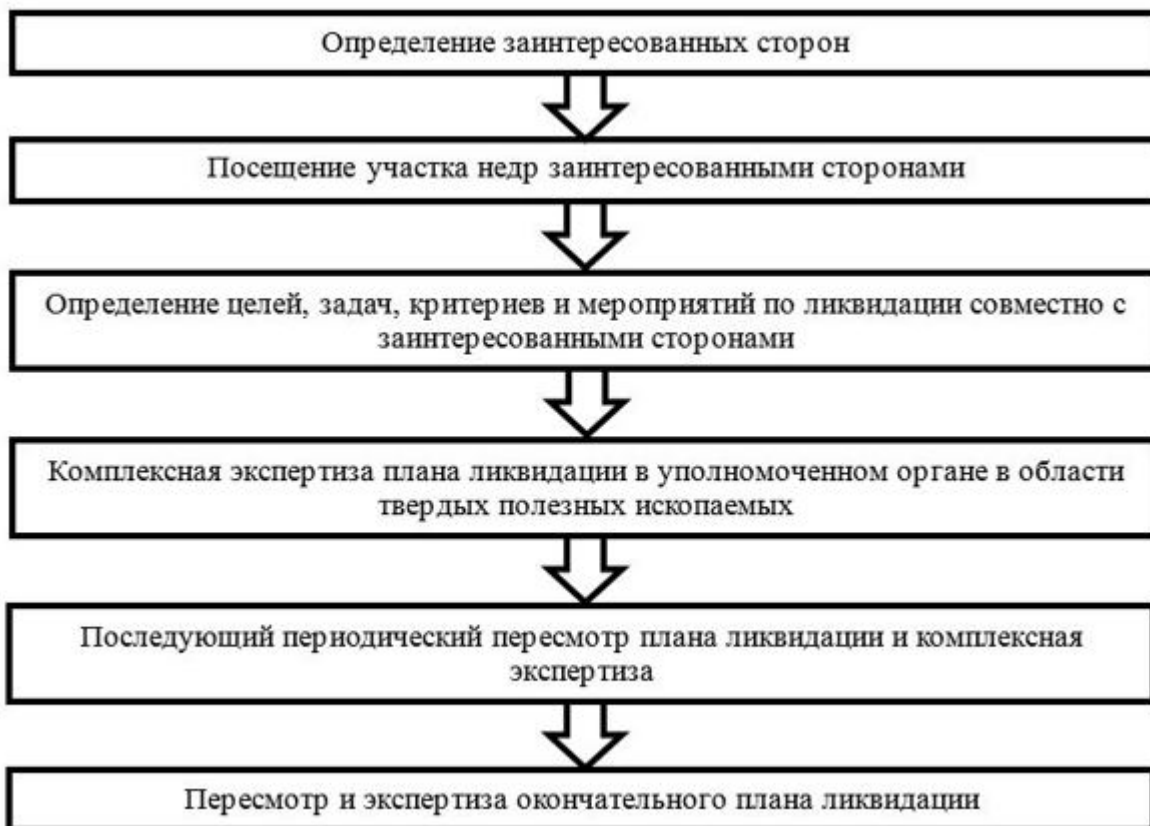 Определение заинтересованных сторон
Посещение участка недр заинтересованными сторонами
Определение целей, задач, критериев и мероприятий по ликвидации совместно с
заинтересованными сторонами
Комплексная экспертиза плана ликвидации в уполномоченном органе в области
твердых полезных ископаемых
Последующий периодический пересмотр плана ликвидации и комплексная
экспертиза
Пересмотр и экспертиза окончательного плана ликвидации